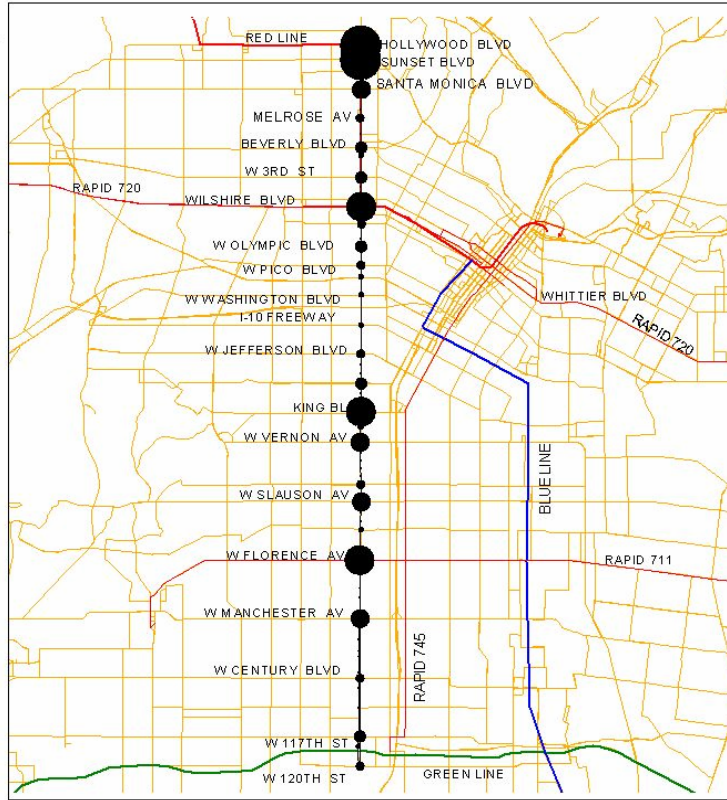 RED LINE
HOLLYWOOD BLVD
SUNSET BLVD
SANTA MONICA BLVD
MELROSE AV
BEVERLY BLVD
W 3RD ST
RAPID 720
WILSHIRE BLVD
W OLYMPIC BLVD
W PICO BLVD
W WASHINGTON BLVD
WHITTIER BLVD
I-10 FREEWAY
RAPID 720
W JEFFERSON BLVD
KING BL
W VERNON AV
BLUE LINE
W SLAUSON AV
W FLORENCE AV
RAPID 711
W MANCHESTER AV
RAPID 745
W CENTURY BLVD
W 117TH ST
W 120TH ST
GREEN LINE